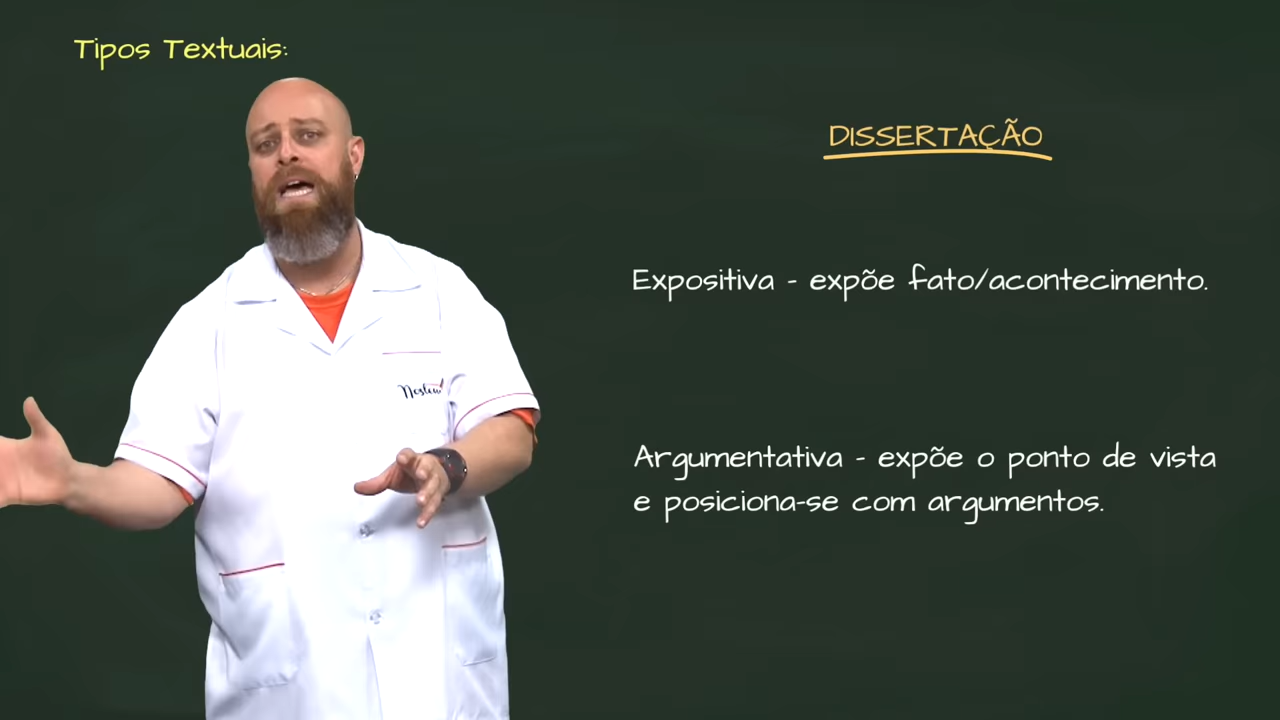 Tipos Textuais:
DISSERTAÇÃO
Expositiva - expõe fato/acontecimento.
Argumentativa - expõe o ponto de vista
e posiciona-se com argumentos.